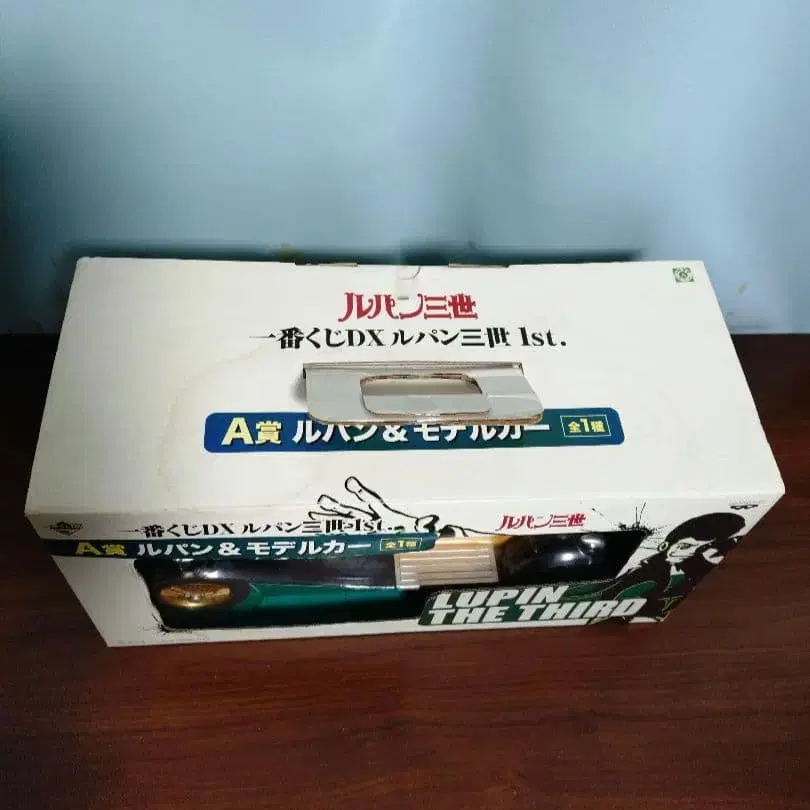 ルパン三世
一番くじDX ルパン三世 1st.
A賞 ルパン&モデルカー 全1種
一番くじDX ルパン三世 1st.
ルパン三世
A賞 ルパン&モデルカー 全1種
LUPIN
THE THIRD